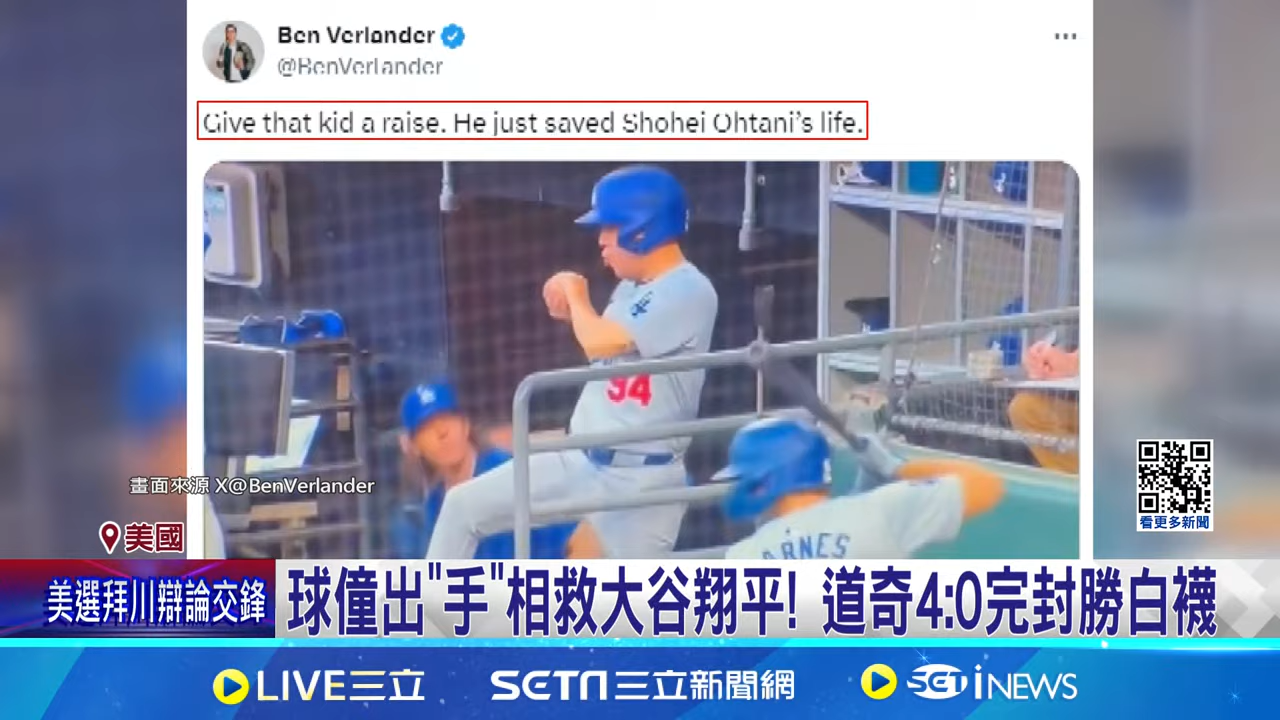 Ben Verlander
@BenVerlander
Give that kid a raise. He just saved Shohei Ohtani's life.
94
ARNES
畫面來源 X@BenVerlander
看更多新聞
美國
美選拜川辯論交鋒
球僮出"手"相救大谷翔平! 道奇4:0完封勝白襪
LIVE三立
SETN三立新聞網
SETiNEWS